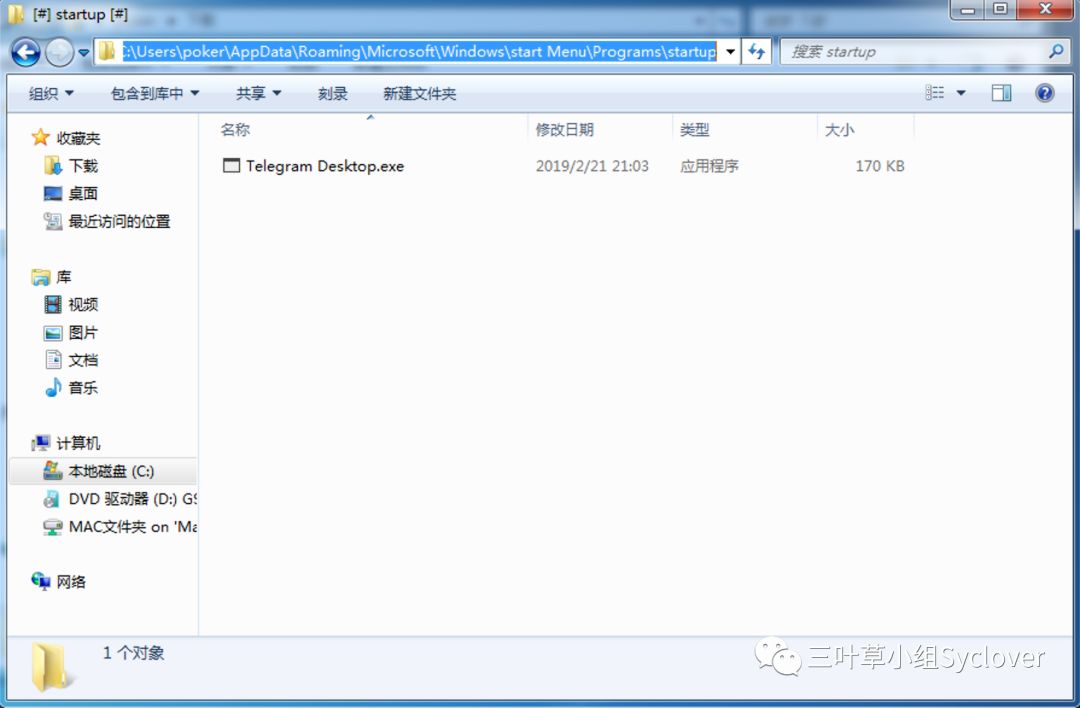 [#] startup [#]
C:\Users\poker\AppData\Roaming\Microsoft\Windows\start Menu\Programs\startup
搜索 startup
组织 包含到库中 共享 刻录 新建文件夹
名称 修改日期 类型 大小
Telegram Desktop.exe 2019/2/21 21:03 应用程序 170 KB
收藏夹
下载
桌面
最近访问的位置
库
视频
图片
文档
音乐
计算机
本地磁盘 (C:)
DVD 驱动器 (D:) GS
MAC文件夹 on 'Ma
网络
1 个对象
三叶草小组Syclover